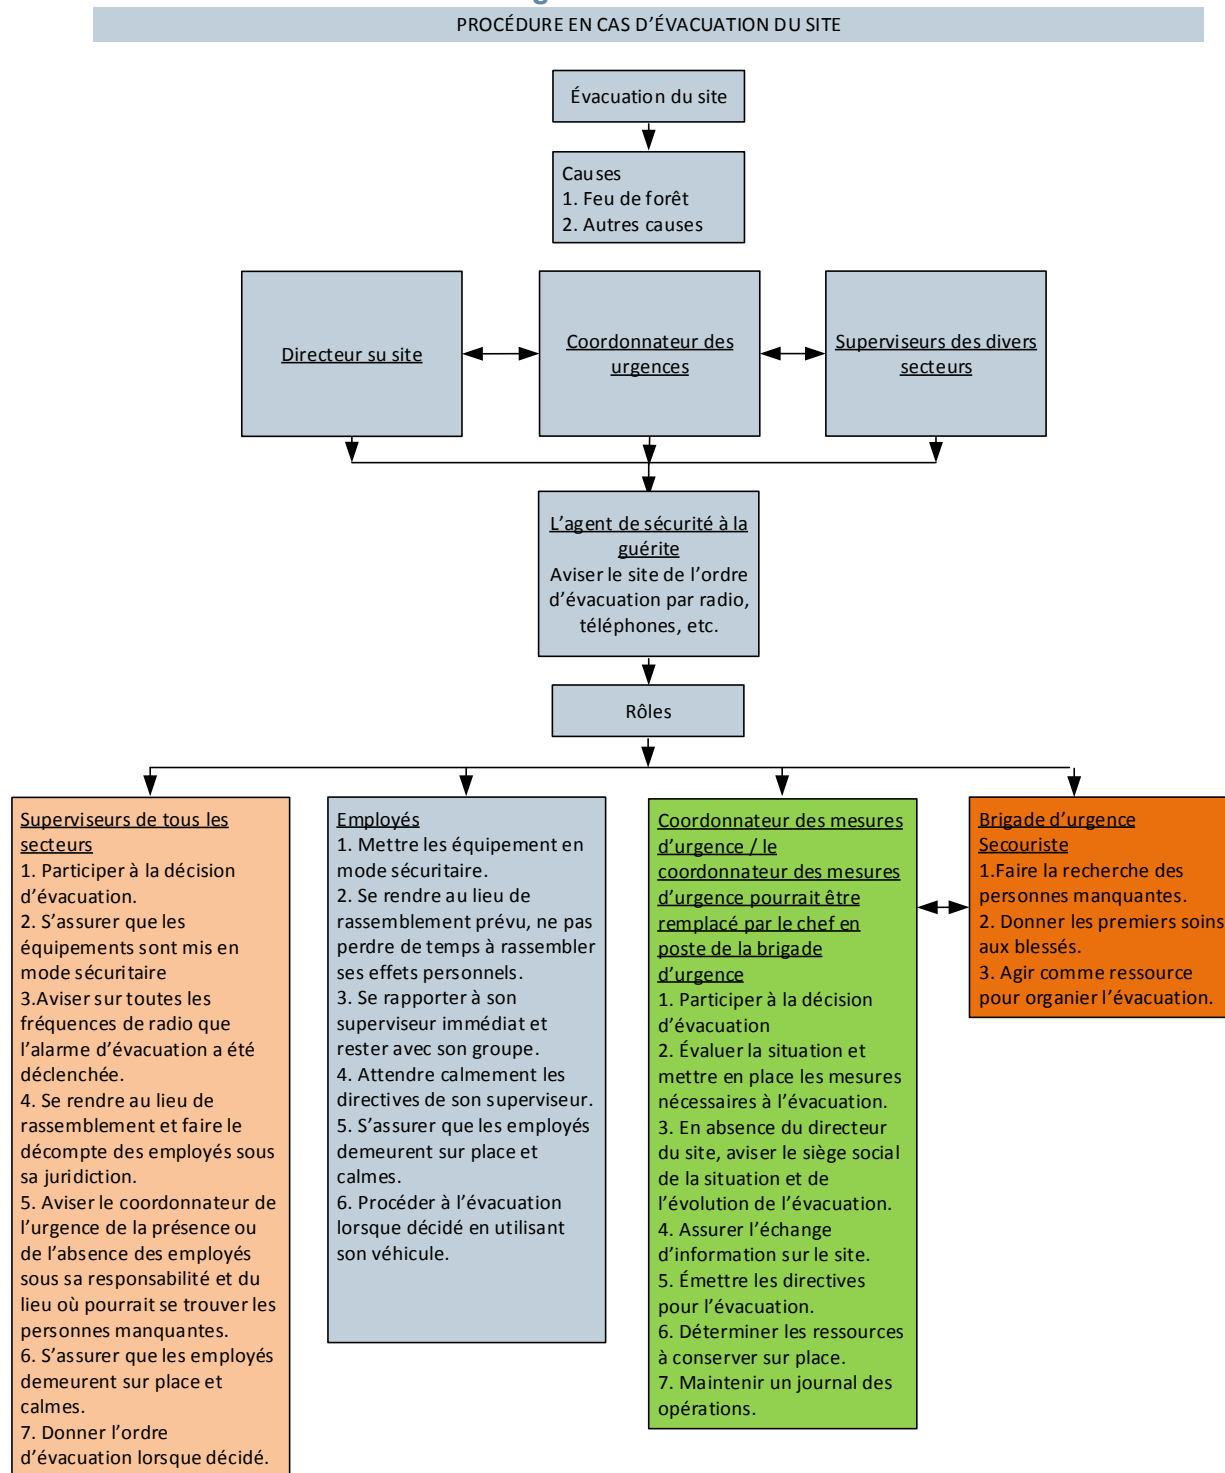 PROCÉDURE EN CAS D’ÉVACUATION DU SITE
Évacuation du site
Causes
1. Feu de forêt
2. Autres causes
Directeur su site
Coordonnateur des
urgences
Superviseurs des divers
secteurs
L’agent de sécurité à la
guérite
Aviser le site de l’ordre
d’évacuation par radio,
téléphones, etc.
Rôles
Superviseurs de tous les
secteurs
1. Participer à la décision
d’évacuation.
2. S’assurer que les
équipements sont mis en
mode sécuritaire
3.Aviser sur toutes les
fréquences de radio que
l’alarme d’évacuation a été
déclenchée.
4. Se rendre au lieu de
rassemblement et faire le
décompte des employés sous
sa juridiction.
5. Aviser le coordonnateur de
l’urgence de la présence ou
de l’absence des employés
sous sa responsabilité et du
lieu où pourrait se trouver les
personnes manquantes.
6. S’assurer que les employés
demeurent sur place et
calmes.
7. Donner l’ordre
d’évacuation lorsque décidé.
Employés
1. Mettre les équipement en
mode sécuritaire.
2. Se rendre au lieu de
rassemblement prévu, ne pas
perdre de temps à rassembler
ses effets personnels.
3. Se rapporter à son
superviseur immédiat et
rester avec son groupe.
4. Attendre calmement les
directives de son superviseur.
5. S’assurer que les employés
demeurent sur place et
calmes.
6. Procéder à l’évacuation
lorsque décidé en utilisant
son véhicule.
Coordonnateur des mesures
d’urgence / le
coordonnateur des mesures
d’urgence pourrait être
remplacé par le chef en
poste de la brigade
d’urgence
1. Participer à la décision
d’évacuation
2. Évaluer la situation et
mettre en place les mesures
nécessaires à l’évacuation.
3. En absence du directeur
du site, aviser le siège social
de la situation et de
l’évolution de l’évacuation.
4. Assurer l’échange
d’information sur le site.
5. Émettre les directives
pour l’évacuation.
6. Déterminer les ressources
à conserver sur place.
7. Maintenir un journal des
opérations.
Brigade d’urgence
Secouriste
1.Faire la recherche des
personnes manquantes.
2. Donner les premiers soins
aux blessés.
3. Agir comme ressource
pour organier l’évacuation.